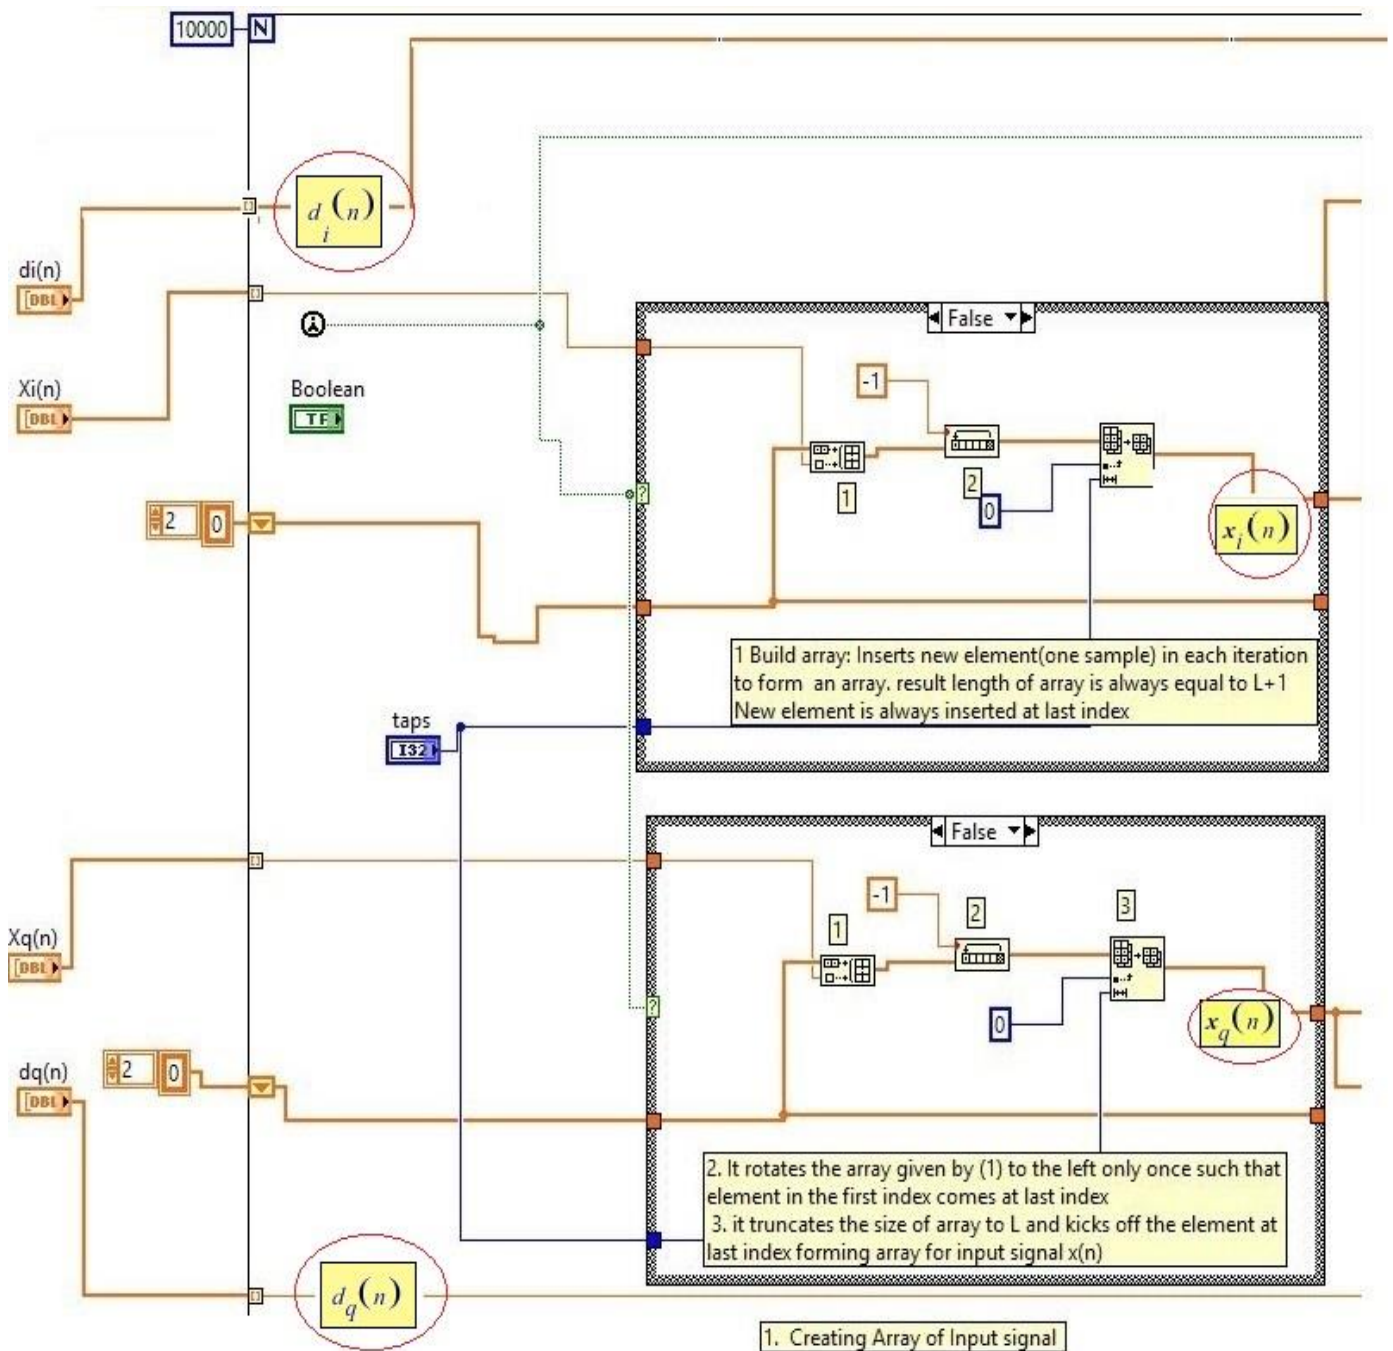 10000
N
d i (n)
di(n)
[DBL]
i
False
Xi(n)
[DBL]
Boolean
TF
-1
1
2
0
?
2
0
x i (n)
1 Build array: Inserts new element(one sample) in each iteration
to form an array. result length of array is always equal to L+1
New element is always inserted at last index
taps
I32
False
-1
1
2
3
Xq(n)
[DBL]
?
0
x q (n)
2
0
dq(n)
[DBL]
2. It rotates the array given by (1) to the left only once such that
element in the first index comes at last index
3. it truncates the size of array to L and kicks off the element at
last index forming array for input signal x(n)
d q (n)
1. Creating Array of Input signal